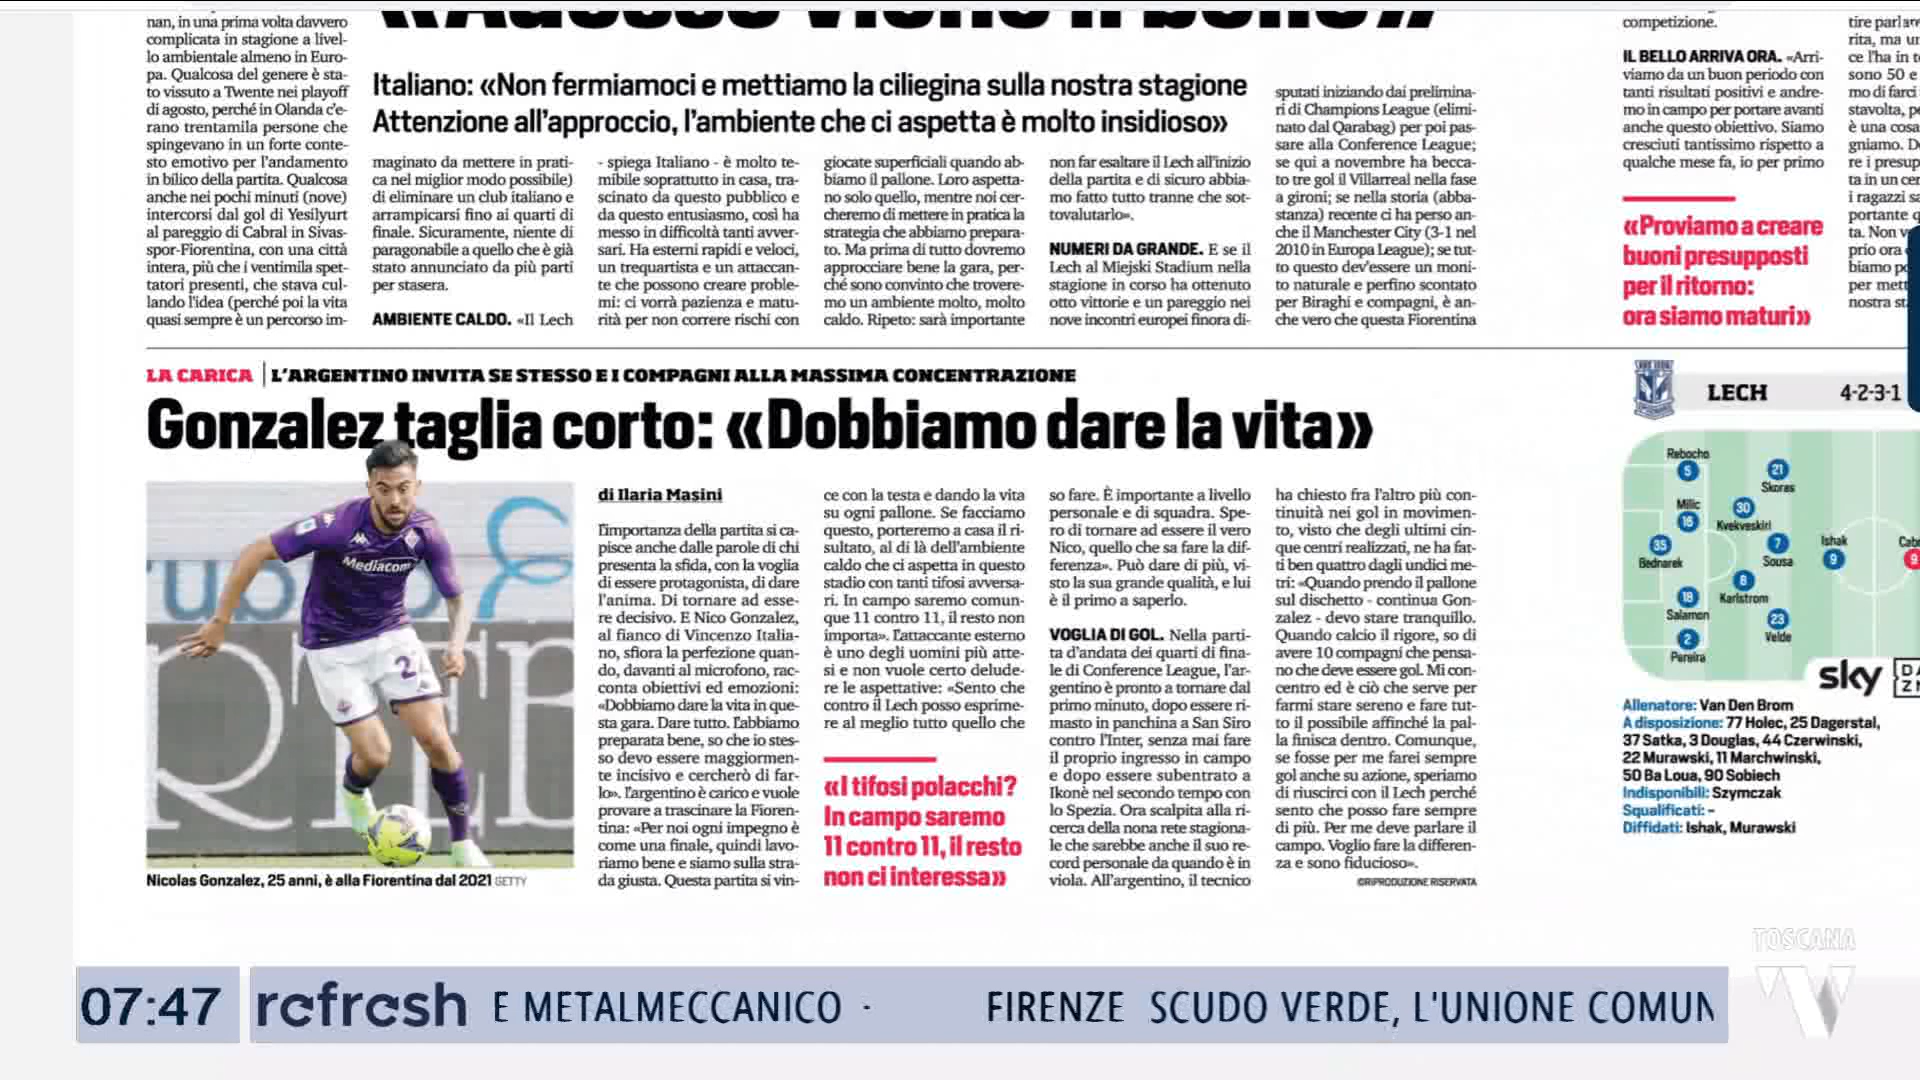 nan, in una prima volta davvero
complicata in stagione a livel-
lo ambientale almeno in Euro-
pa. Qualcosa del genere è sta-
to vissuto a Twente nei playoff
di agosto, perché in Olanda c'e-
rano trentamila persone che
spingevano in un forte conte-
sto emotivo per l'andamento
in bilico della partita. Qualcosa
anche nei pochi minuti (nove)
intercorsi dal gol di Yesilyurt
al pareggio di Cabral in Sivas-
spor-Fiorentina, con una città
intera, più che i ventimila spet-
tatori presenti, che stava cul-
lando l'idea (perché poi la vita
quasi sempre è un percorso im-
Italiano: «Non fermiamoci e mettiamo la ciliegina sulla nostra stagione
Attenzione all'approccio, l'ambiente che ci aspetta è molto insidioso»
maginato da mettere in prati-
ca nel miglior modo possibile)
di eliminare un club italiano e
arrampicarsi fino ai quarti di
finale. Sicuramente, niente di
paragonabile a quello che è già
stato annunciato da più parti
per stasera.
AMBIENTE CALDO. «Il Lech
- spiega Italiano - è molto te-
mibile soprattutto in casa, tra-
scinato da questo pubblico e
da questo entusiasmo, così ha
messo in difficoltà tanti avver-
sari. Ha esterni rapidi e veloci,
un trequartista e un attaccan-
te che possono creare proble-
mi: ci vorrà pazienza e matu-
rità per non correre rischi con
giocate superficiali quando ab-
biamo il pallone. Loro aspetta-
no solo quello, mentre noi cer-
cheremo di mettere in pratica la
strategia che abbiamo prepara-
to. Ma prima di tutto dovremo
approcciare bene la gara, per-
ché sono convinto che trovere-
mo un ambiente molto, molto
caldo. Ripeto: sarà importante
non far esaltare il Lech all'inizio
della partita e di sicuro abbia-
mo fatto tutto tranne che sot-
tovalutarlo».
NUMERI DA GRANDE. E se il
Lech al Miejski Stadium nella
stagione in corso ha ottenuto
otto vittorie e un pareggio nei
nove incontri europei finora di-
sputati iniziando dai prelimina-
ri di Champions League (elimi-
nato dal Qarabag) per poi pas-
sare alla Conference League;
se qui a novembre ha becca-
to tre gol il Villarreal nella fase
a gironi; se nella storia (abba-
stanza) recente ci ha perso an-
che il Manchester City (3-1 nel
2010 in Europa League); se tut-
to questo dev'essere un moni-
to naturale e perfino scontato
per Biraghi e compagni, è an-
che vero che questa Fiorentina
competizione.
IL BELLO ARRIVA ORA. «Arri-
viamo da un buon periodo con
tanti risultati positivi e andre-
mo in campo per portare avanti
anche questo obiettivo. Siamo
cresciuti tantissimo rispetto a
qualche mese fa, io per primo
«Proviamo a creare
buoni presupposti
per il ritorno:
ora siamo maturi»
tire parl
rita, ma un
ce l'ha in t
sono 50 e
mo di farci
stavolta, pe
è una cosa
gniamo. D
re i presup
ta in un cer
i ragazzi sa
portante q
ta. Non v
prio ora
biamo po
per mett
nostra st
LA CARICA | L'ARGENTINO INVITA SE STESSO E I COMPAGNI ALLA MASSIMA CONCENTRAZIONE
Gonzalez taglia corto: «Dobbiamo dare la vita»
Mediacom
2
Nicolas Gonzalez, 25 anni, è alla Fiorentina dal 2021 GETTY
di Ilaria Masini
L'importanza della partita si ca-
pisce anche dalle parole di chi
presenta la sfida, con la voglia
di essere protagonista, di dare
l'anima. Di tornare ad esse-
re decisivo. E Nico Gonzalez,
al fianco di Vincenzo Italia-
no, sfiora la perfezione quan-
do, davanti al microfono, rac-
conta obiettivi ed emozioni:
«Dobbiamo dare la vita in que-
sta gara. Dare tutto. L'abbiamo
preparata bene, so che io stes-
so devo essere maggiormen-
te incisivo e cercherò di far-
lo». L'argentino è carico e vuole
provare a trascinare la Fioren-
tina: «Per noi ogni impegno è
come una finale, quindi lavo-
riamo bene e siamo sulla stra-
da giusta. Questa partita si vin-
ce con la testa e dando la vita
su ogni pallone. Se facciamo
questo, porteremo a casa il ri-
sultato, al di là dell'ambiente
caldo che ci aspetta in questo
stadio con tanti tifosi avversa-
ri. In campo saremo comun-
que 11 contro 11, il resto non
importa». L'attaccante esterno
è uno degli uomini più atte-
si e non vuole certo delude-
re le aspettative: «Sento che
contro il Lech posso esprime-
re al meglio tutto quello che
«I tifosi polacchi?
In campo saremo
11 contro 11, il resto
non ci interessa»
so fare. È importante a livello
personale e di squadra. Spe-
ro di tornare ad essere il vero
Nico, quello che sa fare la dif-
ferenza». Può dare di più, vi-
sto la sua grande qualità, e lui
è il primo a saperlo.
VOGLIA DI GOL. Nella parti-
ta d'andata dei quarti di fina-
le di Conference League, l'ar-
gentino è pronto a tornare dal
primo minuto, dopo essere ri-
masto in panchina a San Siro
contro l'Inter, senza mai fare
il proprio ingresso in campo
e dopo essere subentrato a
Ikonè nel secondo tempo con
lo Spezia. Ora scalpita alla ri-
cerca della nona rete stagiona-
le che sarebbe anche il suo re-
cord personale da quando è in
viola. All'argentino, il tecnico
ha chiesto fra l'altro più con-
tinuità nei gol in movimen-
to, visto che degli ultimi cin-
que centri realizzati, ne ha fat-
ti ben quattro dagli undici me-
tri: «Quando prendo il pallone
sul dischetto - continua Gon-
zalez - devo stare tranquillo.
Quando calcio il rigore, so di
avere 10 compagni che pensa-
no che deve essere gol. Mi con-
centro ed è ciò che serve per
farmi stare sereno e fare tut-
to il possibile affinché la pal-
la finisca dentro. Comunque,
se fosse per me farei sempre
gol anche su azione, speriamo
di riuscirci con il Lech perché
sento che posso fare sempre
di più. Per me deve parlare il
campo. Voglio fare la differen-
za e sono fiducioso».
©RIPRODUZIONE RISERVATA
LECH 4-2-3-1
Rebocho
5
21
Skoras
Milic
16
30
Kvekveskiri
35
Bednarek
7
Sousa
Ishak
9
Cab
9
6
Karlstrom
18
Salamon
23
Velde
2
Pereira
sky DA
ZN
Allenatore: Van Den Brom
A disposizione: 77 Holec, 25 Dagerstal,
37 Satka, 3 Douglas, 44 Czerwinski,
22 Murawski, 11 Marchwinski,
50 Ba Loua, 90 Sobiech
Indisponibili: Szymczak
Squalificati: -
Diffidati: Ishak, Murawski
TOSCANA
07:47 refresh E METALMECCANICO - FIRENZE SCUDO VERDE, L'UNIONE COMUN